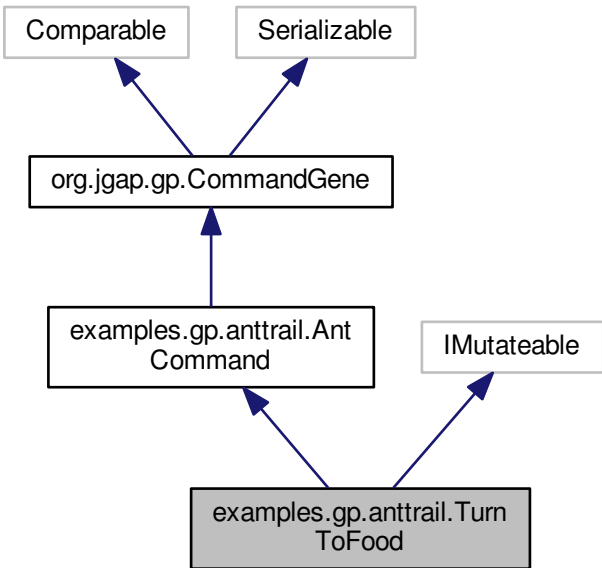 Comparable
Serializable
org.jgap.gp.CommandGene
examples.gp.anttrail.Ant
Command
IMutateable
examples.gp.anttrail.Turn
ToFood